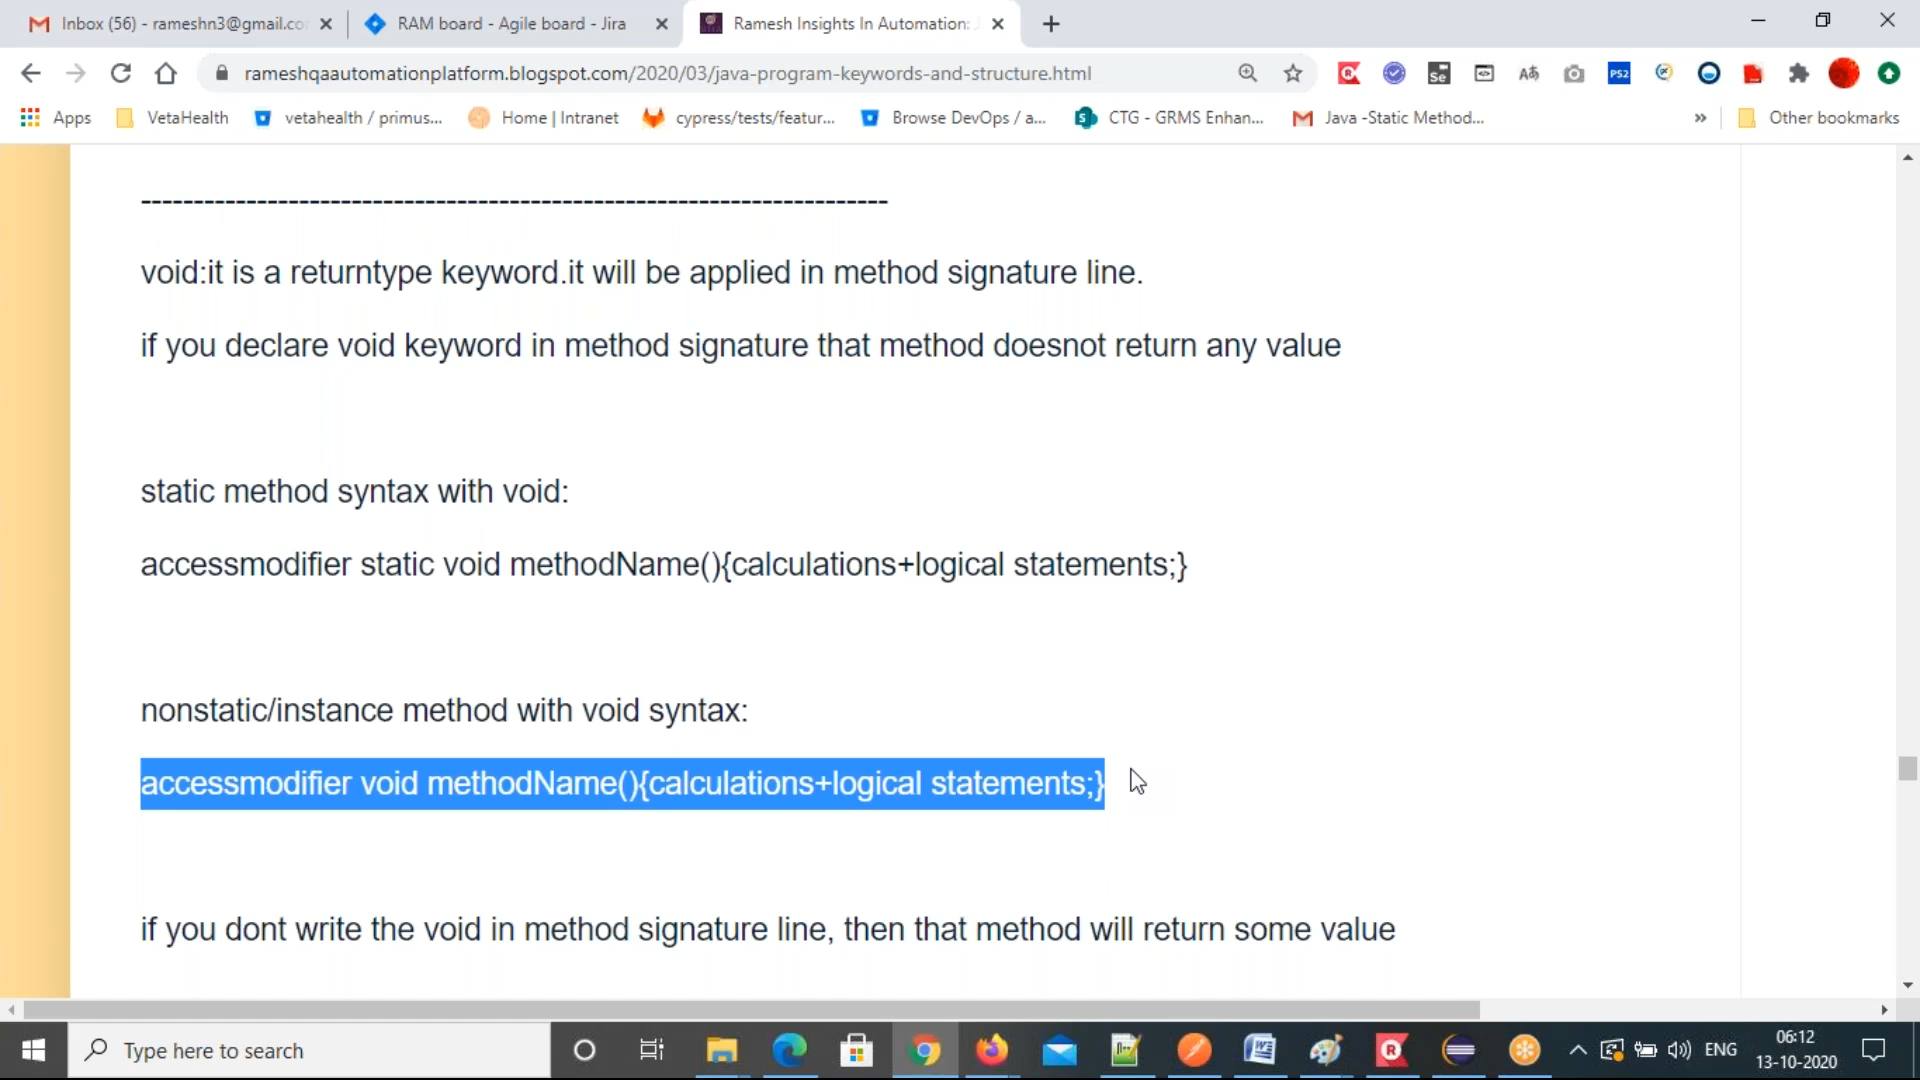 Inbox (56) - rameshn3@gmail.co
RAM board - Agile board - Jira
Ramesh Insights In Automation:
rameshqaautomationplatform.blogspot.com/2020/03/java-program-keywords-and-structure.html
Apps
VetaHealth
vetahealth / primus...
Home | Intranet
cypress/tests/featur...
Browse DevOps / a...
CTG - GRMS Enhan...
Java -Static Method...
»
Other bookmarks
-----------------------------------------------------------------------
void:it is a returntype keyword.it will be applied in method signature line.
if you declare void keyword in method signature that method doesnot return any value
static method syntax with void:
accessmodifier static void methodName(){calculations+logical statements;}
nonstatic/instance method with void syntax:
accessmodifier void methodName(){calculations+logical statements;}
if you dont write the void in method signature line, then that method will return some value
Type here to search
ENG
06:12
13-10-2020